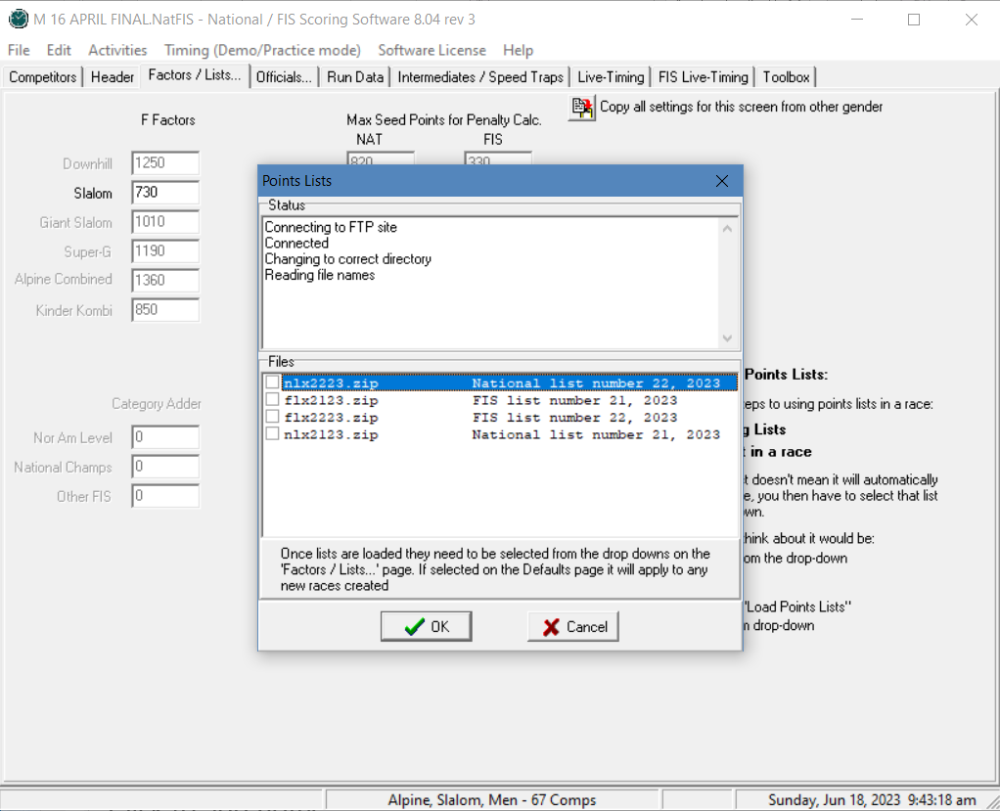 M 16 APRIL FINAL.NatFIS - National / FIS Scoring Software 8.04 rev 3
File Edit Activities Timing (Demo/Practice mode) Software License Help
Competitors Header Factors / Lists... Officials... Run Data Intermediates / Speed Traps Live-Timing FIS Live-Timing Toolbox
Copy all settings for this screen from other gender
F Factors
Max Seed Points for Penalty Calc.
NAT FIS
Downhill 1250
820 330
Slalom 730
Giant Slalom 1010
Super-G 1190
Alpine Combined 1360
Kinder Kombi 850
Category Adder
Nor Am Level 0
National Champs 0
Other FIS 0
Points Lists
Status
Connecting to FTP site
Connected
Changing to correct directory
Reading file names
Files
nlx2223.zip National list number 22, 2023
flx2123.zip FIS list number 21, 2023
flx2223.zip FIS list number 22, 2023
nlx2123.zip National list number 21, 2023
Once lists are loaded they need to be selected from the drop downs on the
'Factors / Lists...' page. If selected on the Defaults page it will apply to any
new races created
OK Cancel
Points Lists:
eps to using points lists in a race:
g Lists
t in a race
t doesn't mean it will automatically
e, you then have to select that list
wn.
hink about it would be:
om the drop-down
"Load Points Lists"
n drop-down
Alpine, Slalom, Men - 67 Comps
Sunday, Jun 18, 2023 9:43:18 am